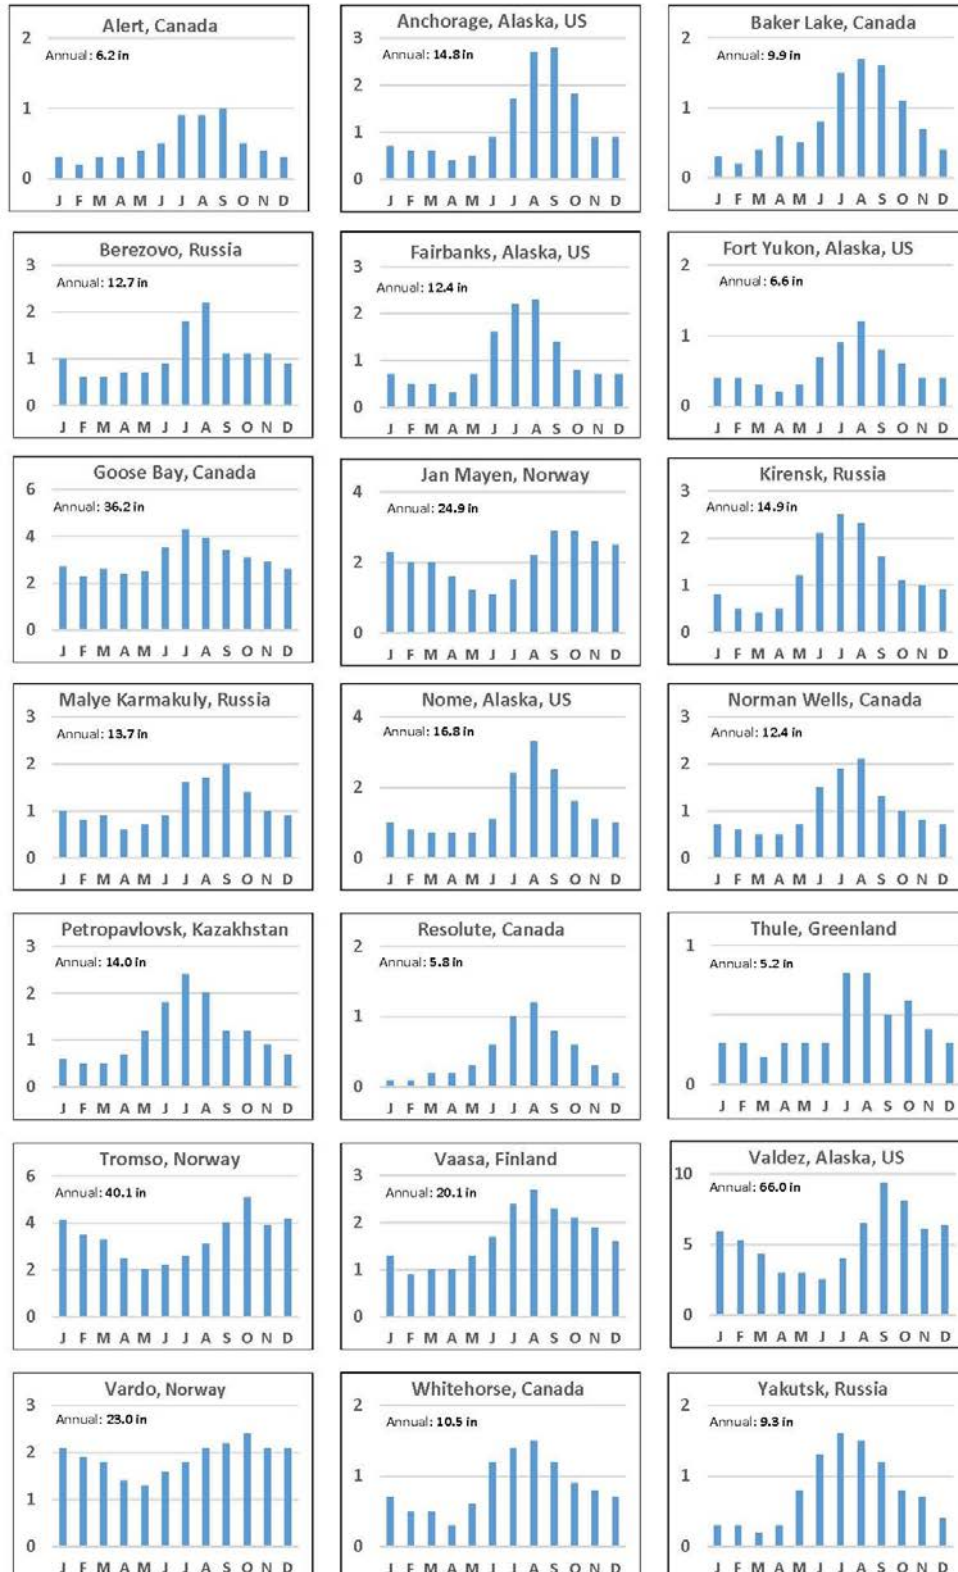 Alert, Canada
Annual: 6.2 in
2
1
0
J F M A M J J A S O N D
Anchorage, Alaska, US
Annual: 14.8 in
3
2
1
0
J F M A M J J A S O N D
Baker Lake, Canada
Annual: 9.9 in
2
1
0
J F M A M J J A S O N D
Berezovo, Russia
Annual: 12.7 in
3
2
1
0
J F M A M J J A S O N D
Fairbanks, Alaska, US
Annual: 12.4 in
3
2
1
0
J F M A M J J A S O N D
Fort Yukon, Alaska, US
Annual: 6.6 in
2
1
0
J F M A M J J A S O N D
Goose Bay, Canada
Annual: 36.2 in
6
4
2
0
J F M A M J J A S O N D
Jan Mayen, Norway
Annual: 24.9 in
4
2
0
J F M A M J J A S O N D
Kirensk, Russia
Annual: 14.9 in
3
2
1
0
J F M A M J J A S O N D
Malye Karmakuly, Russia
Annual: 13.7 in
3
2
1
0
J F M A M J J A S O N D
Nome, Alaska, US
Annual: 16.8 in
4
2
0
J F M A M J J A S O N D
Norman Wells, Canada
Annual: 12.4 in
3
2
1
0
J F M A M J J A S O N D
Petropavlovsk, Kazakhstan
Annual: 14.0 in
3
2
1
0
J F M A M J J A S O N D
Resolute, Canada
Annual: 5.8 in
2
1
0
J F M A M J J A S O N D
Thule, Greenland
Annual: 5.2 in
1
0
J F M A M J J A S O N D
Tromso, Norway
Annual: 40.1 in
6
4
2
0
J F M A M J J A S O N D
Vaasa, Finland
Annual: 20.1 in
3
2
1
0
J F M A M J J A S O N D
Valdez, Alaska, US
Annual: 66.0 in
10
5
0
J F M A M J J A S O N D
Vardo, Norway
Annual: 23.0 in
3
2
1
0
J F M A M J J A S O N D
Whitehorse, Canada
Annual: 10.5 in
2
1
0
J F M A M J J A S O N D
Yakutsk, Russia
Annual: 9.3 in
2
1
0
J F M A M J J A S O N D